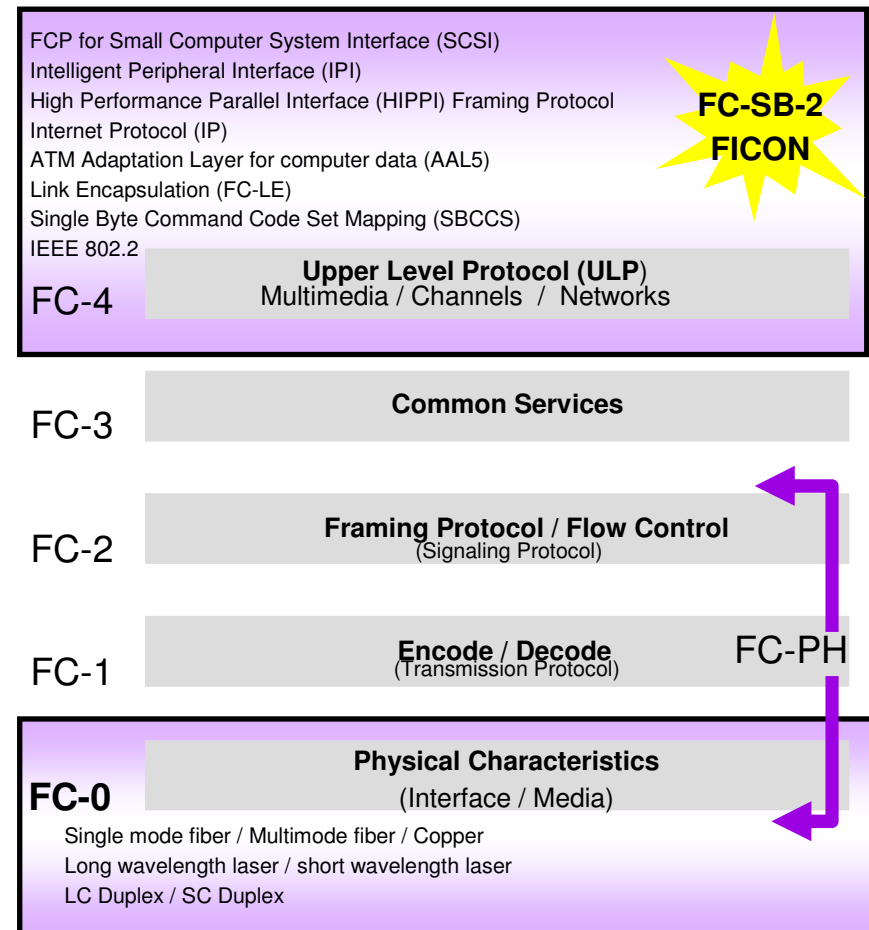 FCP for Small Computer System Interface (SCSI)
Intelligent Peripheral Interface (IPI)
High Performance Parallel Interface (HIPPI) Framing Protocol
Internet Protocol (IP)
ATM Adaptation Layer for computer data (AAL5)
Link Encapsulation (FC-LE)
Single Byte Command Code Set Mapping (SBCCS)
IEEE 802.2
FC-SB-2
FICON
FC-4
Upper Level Protocol (ULP)
Multimedia / Channels / Networks
FC-3
Common Services
FC-2
Framing Protocol / Flow Control
(Signaling Protocol)
FC-1
Encode / Decode
(Transmission Protocol)
FC-PH
FC-0
Physical Characteristics
(Interface / Media)
Single mode fiber / Multimode fiber / Copper
Long wavelength laser / short wavelength laser
LC Duplex / SC Duplex